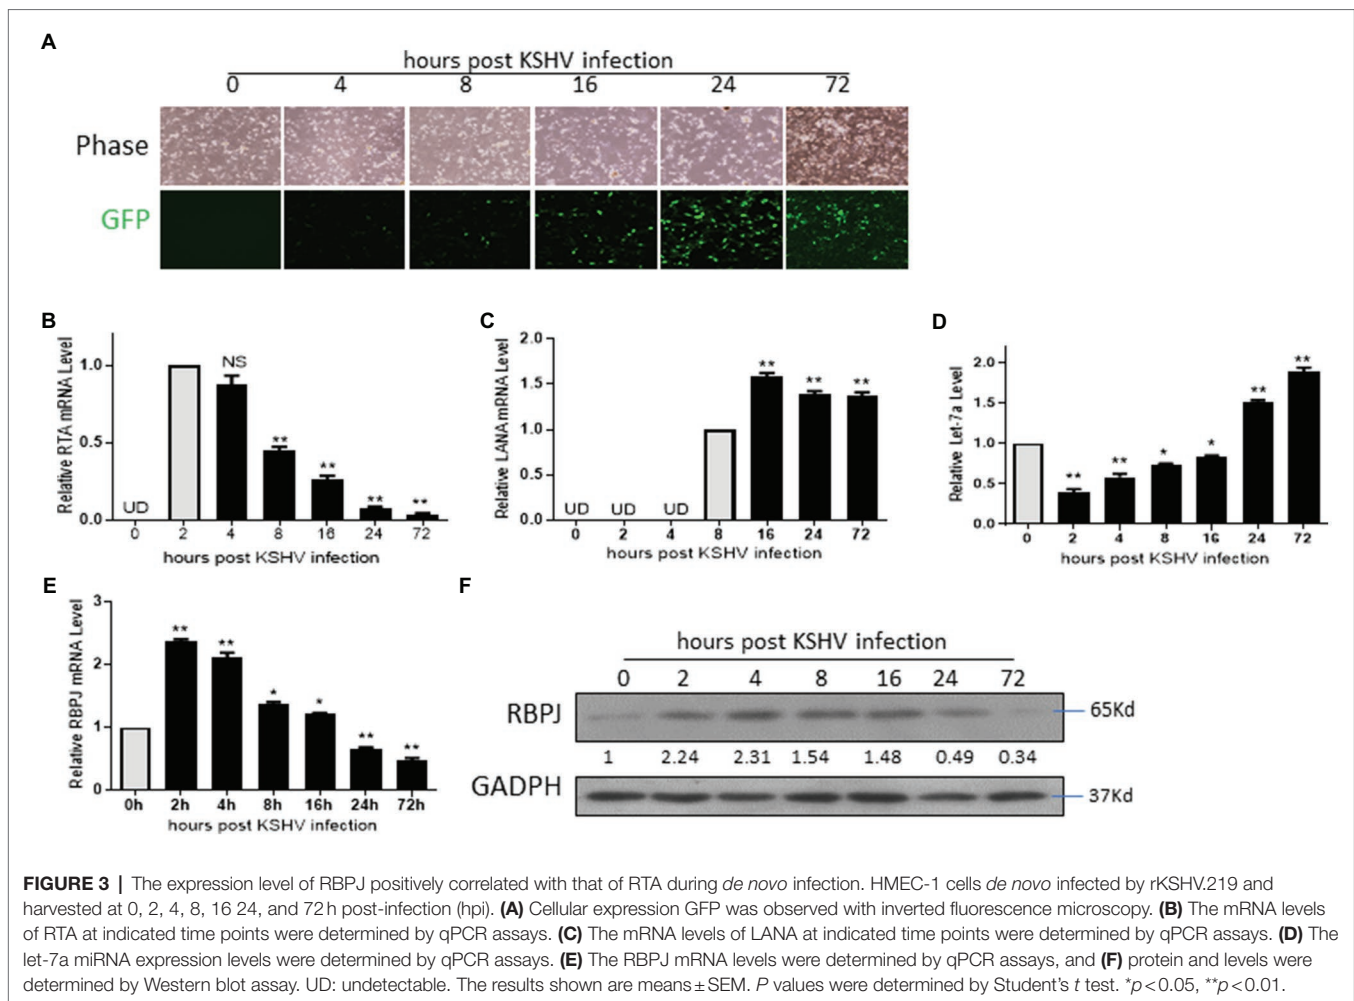 A
hours post KSHV infection
0 4 8 16 24 72
Phase
GFP
B
Relative RTA mRNA Level
1.0
0.5
0.0
UD NS ** ** ** **
0 2 4 8 16 24 72
hours post KSHV infection
C
Relative LANA mRNA Level
2.0
1.5
1.0
0.5
0.0
UD UD UD ** ** **
0 2 4 8 16 24 72
hours post KSHV infection
D
Relative Let-7a Level
2.0
1.5
1.0
0.5
0.0
** ** * * ** **
0 2 4 8 16 24 72
hours post KSHV infection
E
Relative RBPJ mRNA Level
3
2
1
0
** ** * * ** **
0h 2h 4h 8h 16h 24h 72h
hours post KSHV infection
F
hours post KSHV infection
0 2 4 8 16 24 72
RBPJ 65Kd
1 2.24 2.31 1.54 1.48 0.49 0.34
GADPH 37Kd
FIGURE 3 | The expression level of RBPJ positively correlated with that of RTA during de novo infection. HMEC-1 cells de novo infected by rKSHV.219 and
harvested at 0, 2, 4, 8, 16 24, and 72 h post-infection (hpi). (A) Cellular expression GFP was observed with inverted fluorescence microscopy. (B) The mRNA levels
of RTA at indicated time points were determined by qPCR assays. (C) The mRNA levels of LANA at indicated time points were determined by qPCR assays. (D) The
let-7a miRNA expression levels were determined by qPCR assays. (E) The RBPJ mRNA levels were determined by qPCR assays, and (F) protein and levels were
determined by Western blot assay. UD: undetectable. The results shown are means ± SEM. P values were determined by Student's t test. *p < 0.05, **p < 0.01.